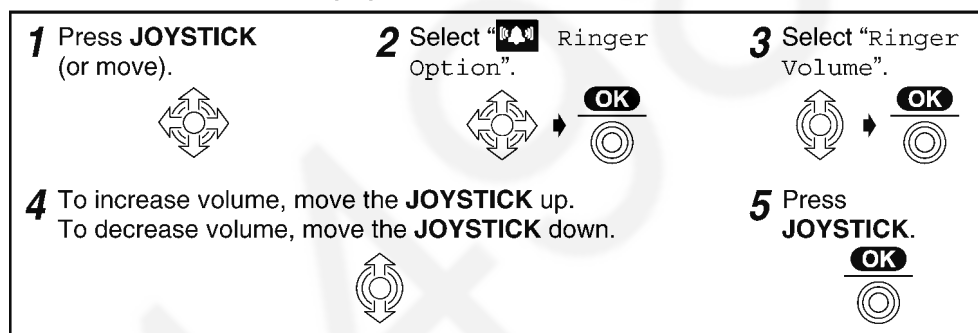 1 Press JOYSTICK
(or move).
2 Select “ Ringer
Option”.
OK
3 Select “Ringer
Volume”.
OK
4 To increase volume, move the JOYSTICK up.
To decrease volume, move the JOYSTICK down.
5 Press
JOYSTICK.
OK